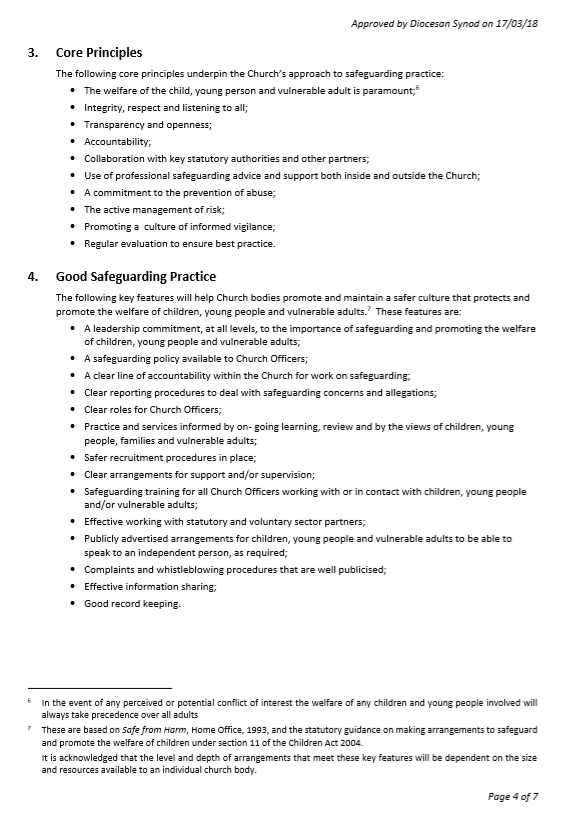 Approved by Diocesan Synod on 17/03/18
3. Core Principles
The following core principles underpin the Church's approach to safeguarding practice:
• The welfare of the child, young person and vulnerable adult is paramount;6
• Integrity, respect and listening to all;
• Transparency and openness;
• Accountability;
• Collaboration with key statutory authorities and other partners;
• Use of professional safeguarding advice and support both inside and outside the Church;
• A commitment to the prevention of abuse;
• The active management of risk;
• Promoting a culture of informed vigilance;
• Regular evaluation to ensure best practice.
4. Good Safeguarding Practice
The following key features will help Church bodies promote and maintain a safer culture that protects and
promote the welfare of children, young people and vulnerable adults.7 These features are:
• A leadership commitment, at all levels, to the importance of safeguarding and promoting the welfare
of children, young people and vulnerable adults;
• A safeguarding policy available to Church Officers;
• A clear line of accountability within the Church for work on safeguarding;
• Clear reporting procedures to deal with safeguarding concerns and allegations;
• Clear roles for Church Officers;
• Practice and services informed by on- going learning, review and by the views of children, young
people, families and vulnerable adults;
• Safer recruitment procedures in place;
• Clear arrangements for support and/or supervision;
• Safeguarding training for all Church Officers working with or in contact with children, young people
and/or vulnerable adults;
• Effective working with statutory and voluntary sector partners;
• Publicly advertised arrangements for children, young people and vulnerable adults to be able to
speak to an independent person, as required;
• Complaints and whistleblowing procedures that are well publicised;
• Effective information sharing;
• Good record keeping.
6 In the event of any perceived or potential conflict of interest the welfare of any children and young people involved will
always take precedence over all adults
7 These are based on Safe from Harm, Home Office, 1993, and the statutory guidance on making arrangements to safeguard
and promote the welfare of children under section 11 of the Children Act 2004.
It is acknowledged that the level and depth of arrangements that meet these key features will be dependent on the size
and resources available to an individual church body.
Page 4 of 7